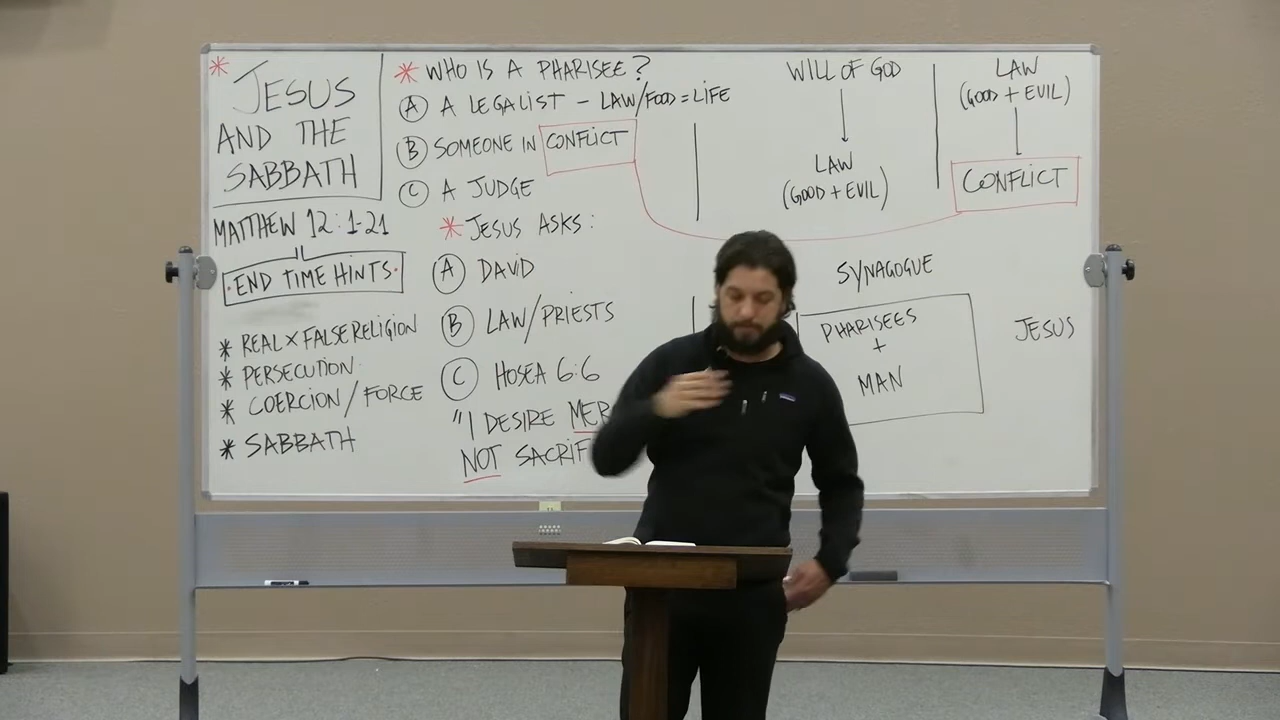 * JESUS
AND THE
SABBATH
MATTHEW 12:1-21
·END TIME HINTS·
* REAL X FALSE RELIGION
* PERSECUTION
* COERCION/FORCE
* SABBATH
* WHO IS A PHARISEE?
(A) A LEGALIST - LAW/FOOD = LIFE
(B) SOMEONE IN CONFLICT
(C) A JUDGE
* JESUS ASKS:
(A) DAVID
(B) LAW/PRIESTS
(C) HOSEA 6:6
"I DESIRE
NOT
WILL OF GOD
LAW
(GOOD + EVIL)
LAW
(GOOD + EVIL)
CONFLICT
SYNAGOGUE
PHARISEES
+
MAN
JESUS